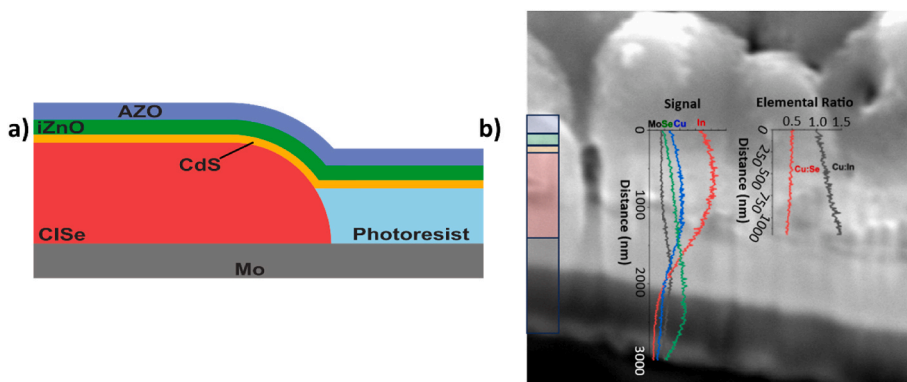 a)
AZO
iZnO
CdS
CISe
Photoresist
Mo
b)
Signal
Mo Se Cu In
0
1000
2000
3000
Distance (nm)
Elemental Ratio
0.5 1.0 1.5
0
250
500
750
1000
Distance (nm)
Cu:Se
Cu:In